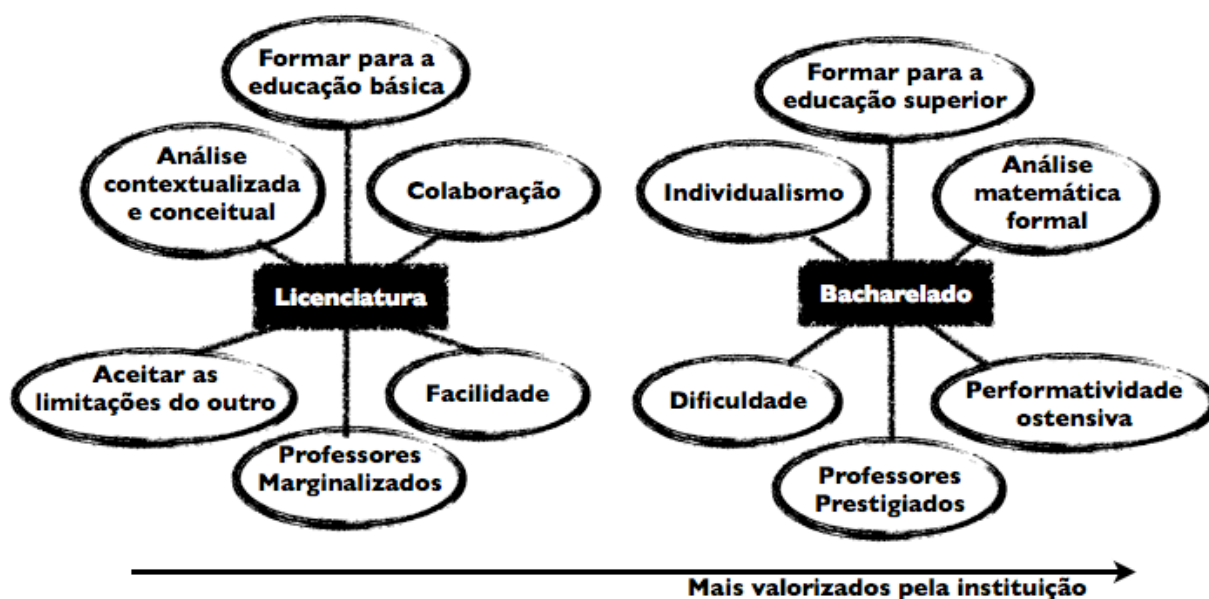 Formar para a
educação básica
Análise
contextualizada
e conceitual
Colaboração
Licenciatura
Aceitar as
limitações do outro
Facilidade
Professores
Marginalizados
Formar para a
educação superior
Individualismo
Análise
matemática
formal
Bacharelado
Dificuldade
Performatividade
ostensiva
Professores
Prestigiados
Mais valorizados pela instituição